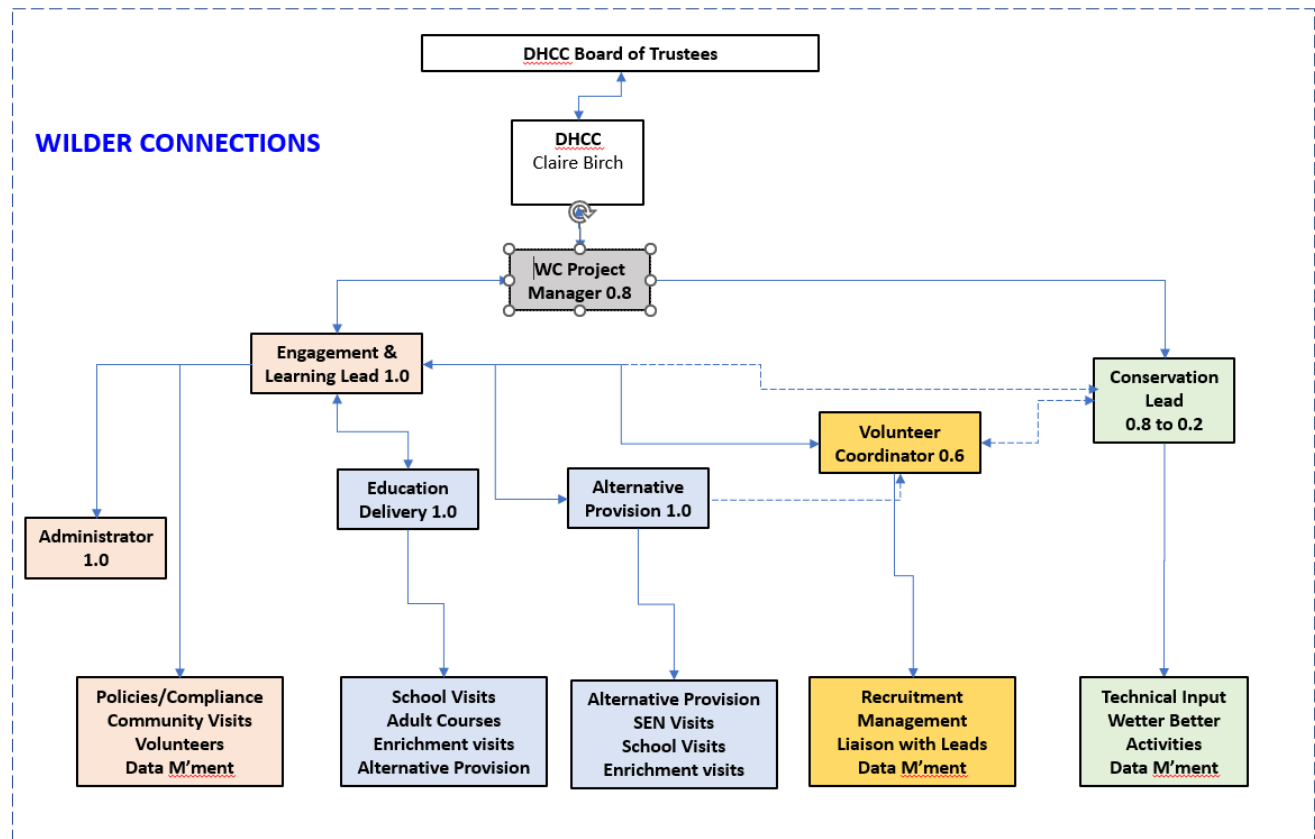 DHCC Board of Trustees
WILDER CONNECTIONS
DHCC
Claire Birch
WC Project
Manager 0.8
Engagement &
Learning Lead 1.0
Conservation
Lead
0.8 to 0.2
Volunteer
Coordinator 0.6
Education
Delivery 1.0
Alternative
Provision 1.0
Administrator
1.0
Policies/Compliance
Community Visits
Volunteers
Data M'ment
School Visits
Adult Courses
Enrichment visits
Alternative Provision
Alternative Provision
SEN Visits
School Visits
Enrichment visits
Recruitment
Management
Liaison with Leads
Data M'ment
Technical Input
Wetter Better
Activities
Data M'ment